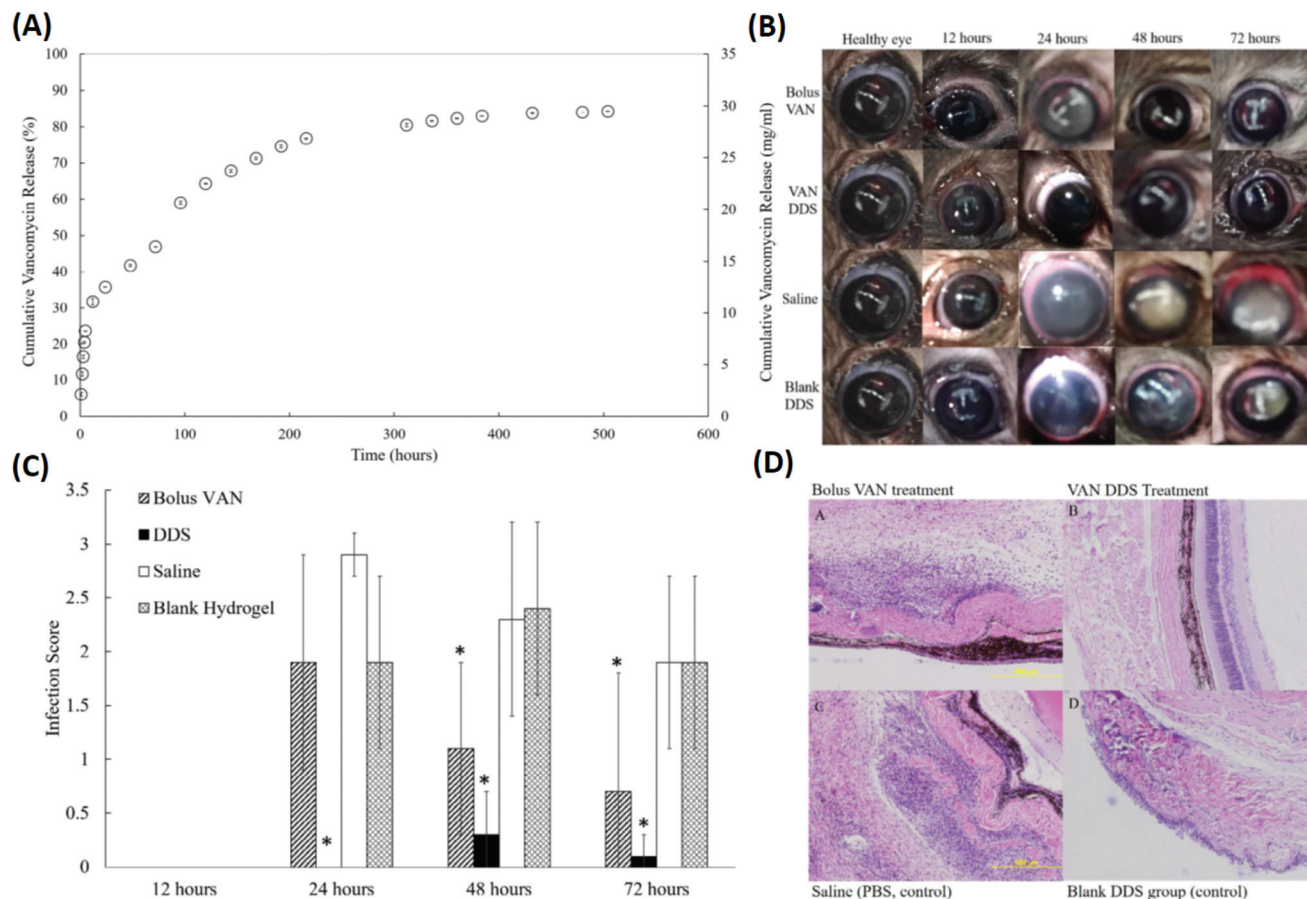 (A)
100
90
80
70
60
50
40
30
20
10
0
Cumulative Vancomycin Release (%)
35
30
25
20
15
10
5
0
Cumulative Vancomycin Release (mg/ml)
0 100 200 300 400 500 600
Time (hours)
(B)
Healthy eye 12 hours 24 hours 48 hours 72 hours
Bolus
VAN
VAN
DDS
Saline
Blank
DDS
(C)
3.5
3
2.5
2
1.5
1
0.5
0
Infection Score
Bolus VAN
DDS
Saline
Blank Hydrogel
*
*
*
*
*
12 hours 24 hours 48 hours 72 hours
(D)
Bolus VAN treatment VAN DDS Treatment
A
B
C
D
Saline (PBS, control) Blank DDS group (control)